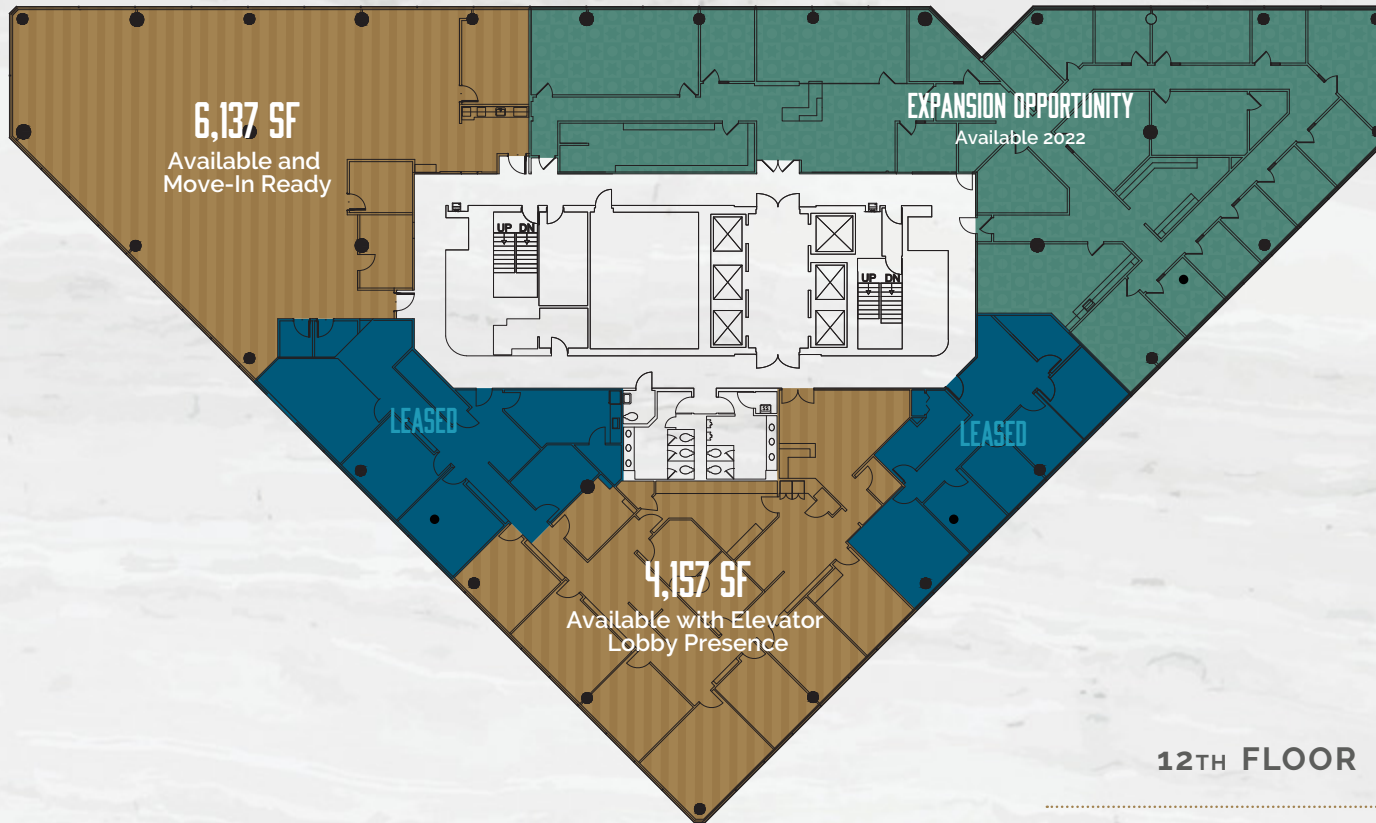 6,137 SF
Available and
Move-In Ready
EXPANSION OPPORTUNITY
Available 2022
UP DN
UP DN
LEASED
LEASED
4,157 SF
Available with Elevator
Lobby Presence
12TH FLOOR